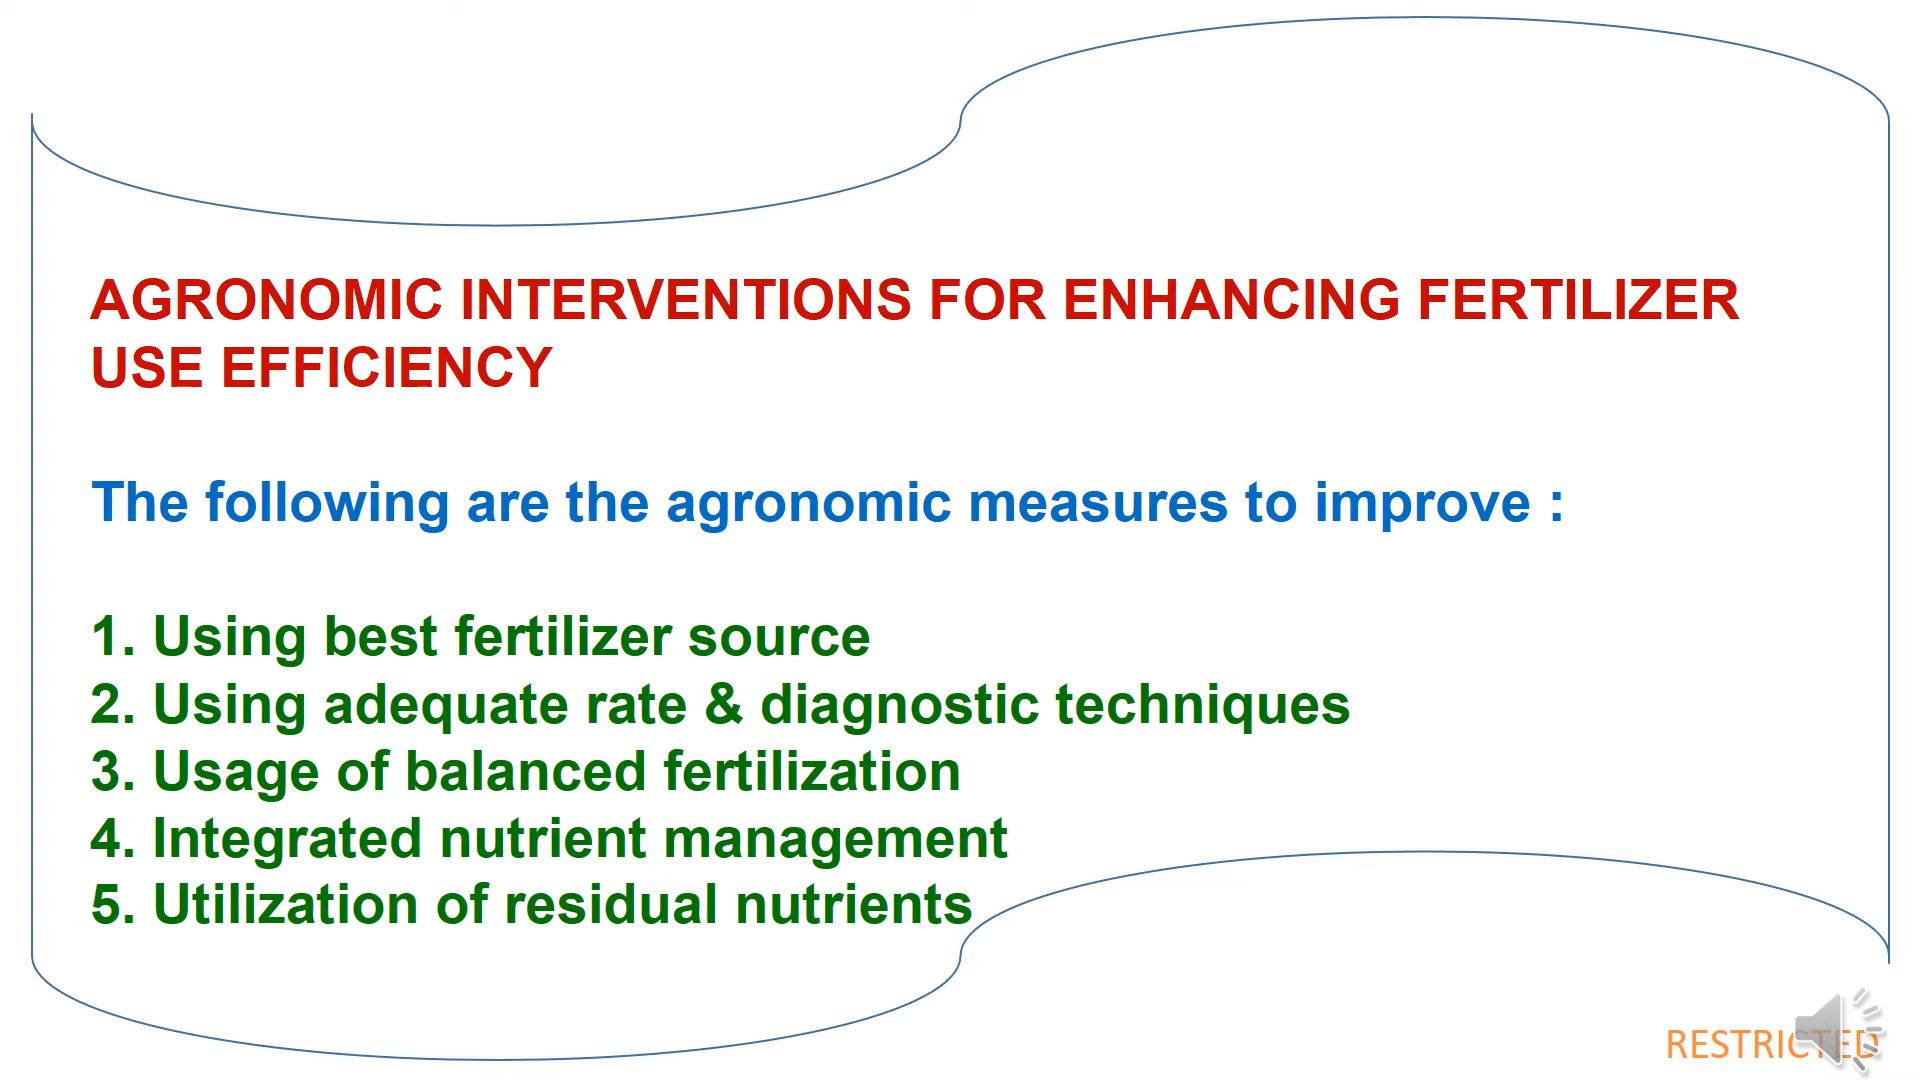 AGRONOMIC INTERVENTIONS FOR ENHANCING FERTILIZER
USE EFFICIENCY
The following are the agronomic measures to improve :
1. Using best fertilizer source
2. Using adequate rate & diagnostic techniques
3. Usage of balanced fertilization
4. Integrated nutrient management
5. Utilization of residual nutrients
RESTRICTED